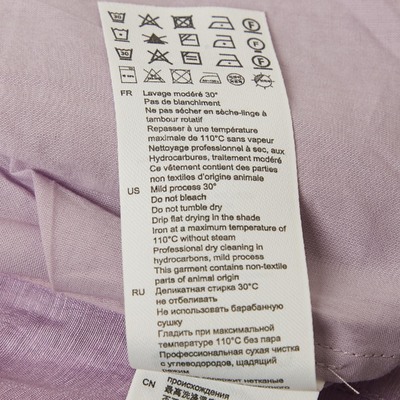 FR Lavage modéré 30°
Pas de blanchiment
Ne pas sécher en sèche-linge à
tambour rotatif
Repasser à une température
maximale de 110°C sans vapeur
Nettoyage professionnel à sec, aux
Hydrocarbures, traitement modéré
Ce vêtement contient des parties
non textiles d'origine animale
US Mild process 30°
Do not bleach
Do not tumble dry
Drip flat drying in the shade
Iron at a maximum temperature of
110°C without steam
Professional dry cleaning in
hydrocarbons, mild process
This garment contains non-textile
parts of animal origin
RU Деликатная стирка 30°C
не отбеливать
Не использовать барабанную
сушку
Гладить при максимальной
температуре 110°C без пара
Профессиональная сухая чистка
с углеводородов, щадящий
содержит нетканые
происхождения
CN